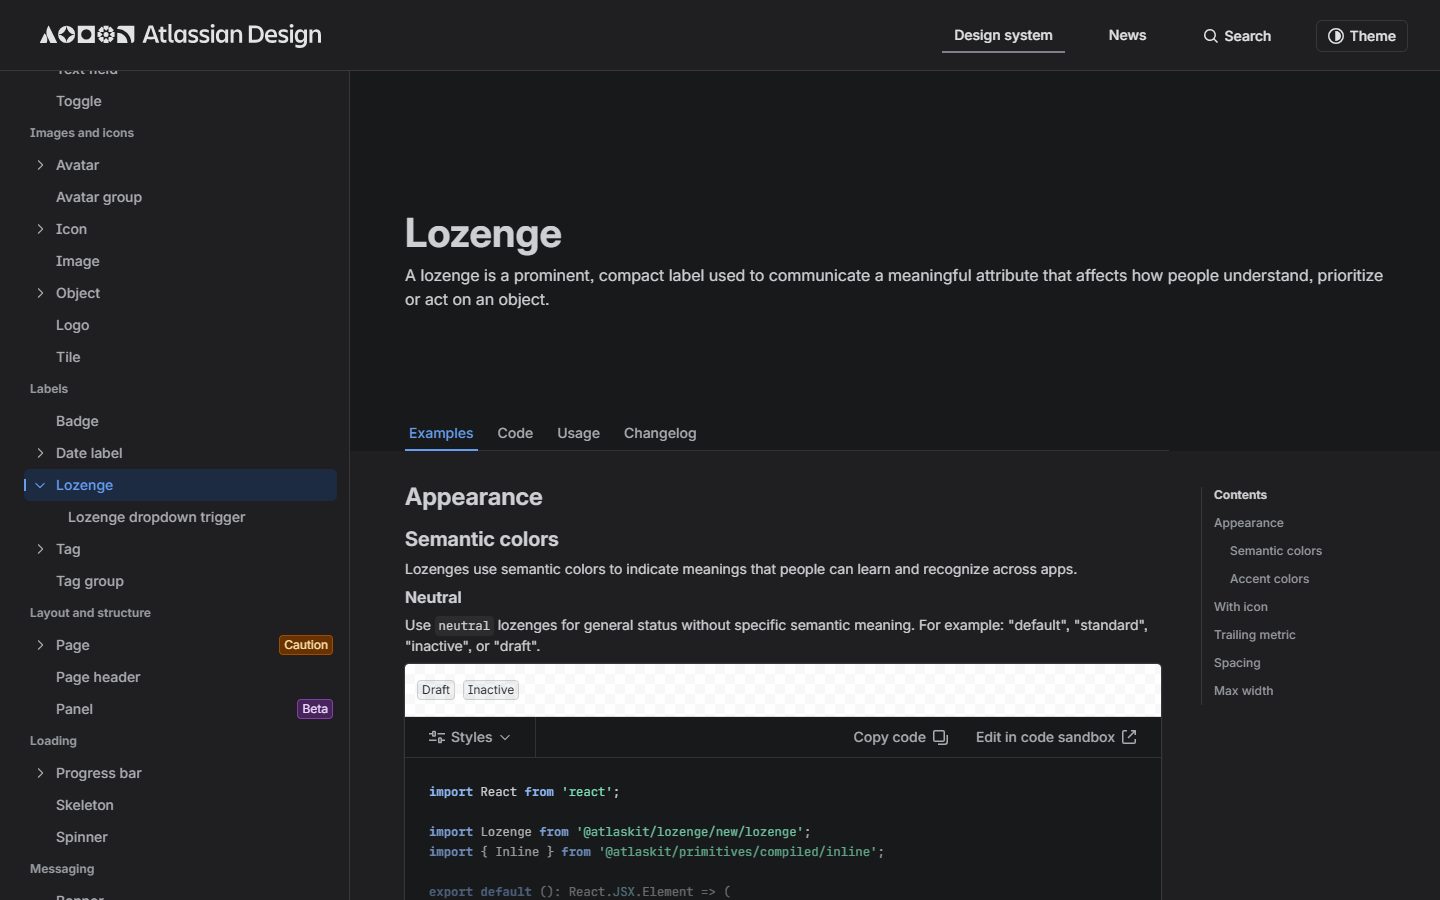 Atlassian Design
Design system
News
Search
Theme
Text field
Toggle
Images and icons
Avatar
Avatar group
Icon
Image
Object
Logo
Tile
Labels
Badge
Date label
Lozenge
Lozenge dropdown trigger
Tag
Tag group
Layout and structure
Page
Caution
Page header
Panel
Beta
Loading
Progress bar
Skeleton
Spinner
Messaging
Banner
Lozenge
A lozenge is a prominent, compact label used to communicate a meaningful attribute that affects how people understand, prioritize
or act on an object.
Examples
Code
Usage
Changelog
Appearance
Semantic colors
Lozenges use semantic colors to indicate meanings that people can learn and recognize across apps.
Neutral
Use neutral lozenges for general status without specific semantic meaning. For example: "default", "standard",
"inactive", or "draft".
Draft
Inactive
Styles
Copy code
Edit in code sandbox
import React from 'react';
import Lozenge from '@atlaskit/lozenge/new/lozenge';
import { Inline } from '@atlaskit/primitives/compiled/inline';
export default (): React.JSX.Element => (
Contents
Appearance
Semantic colors
Accent colors
With icon
Trailing metric
Spacing
Max width